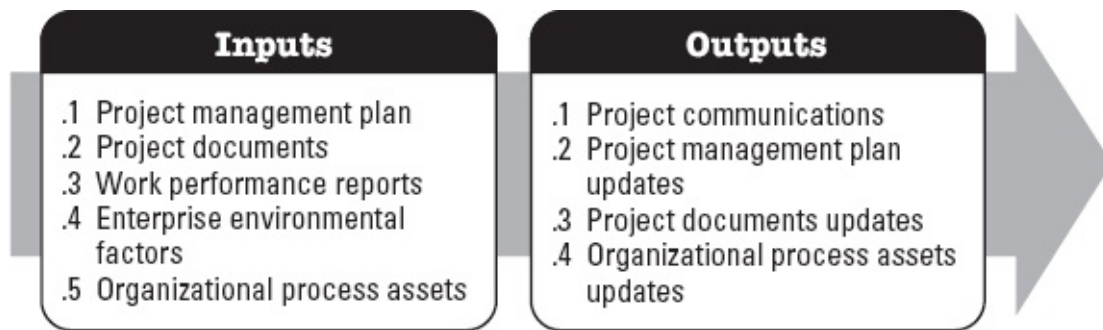 Inputs
.1 Project management plan
.2 Project documents
.3 Work performance reports
.4 Enterprise environmental
factors
.5 Organizational process assets
Outputs
.1 Project communications
.2 Project management plan
updates
.3 Project documents updates
.4 Organizational process assets
updates